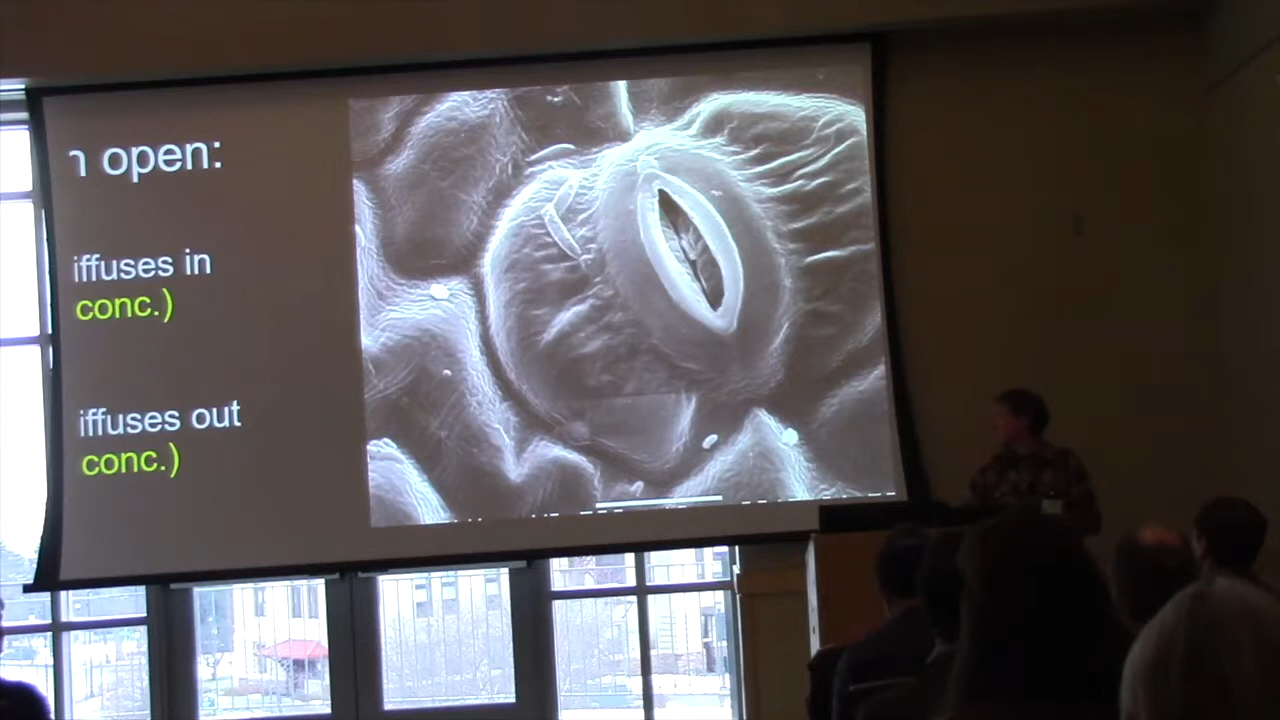 open:
iffuses in
conc.)
iffuses out
conc.)